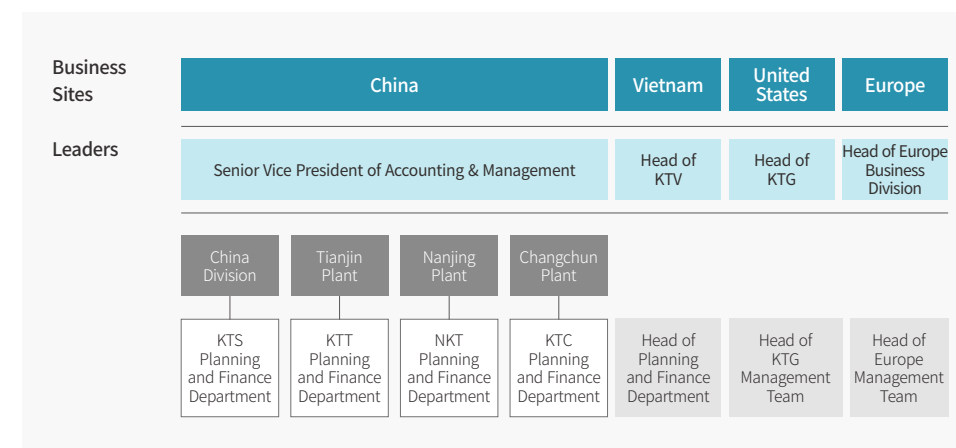 Business
Sites
China
Vietnam
United
States
Europe
Leaders
Senior Vice President of Accounting & Management
Head of
KTV
Head of
KTG
Head of Europe
Business
Division
China
Division
Tianjin
Plant
Nanjing
Plant
Changchun
Plant
KTS
Planning
and Finance
Department
KTT
Planning
and Finance
Department
NKT
Planning
and Finance
Department
KTC
Planning
and Finance
Department
Head of
Planning
and Finance
Department
Head of
KTG
Management
Team
Head of
Europe
Management
Team